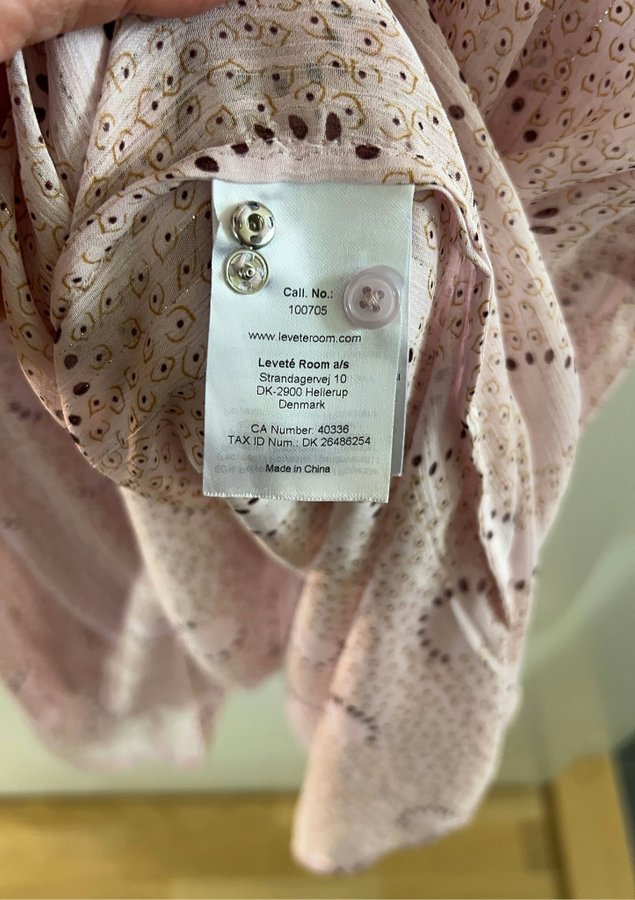 Call. No.:
100705
www.leveteroom.com
Leveté Room a/s
Strandagervej 10
DK-2900 Hellerup
Denmark
CA Number: 40336
TAX ID Num.: DK 26486254
Made in China